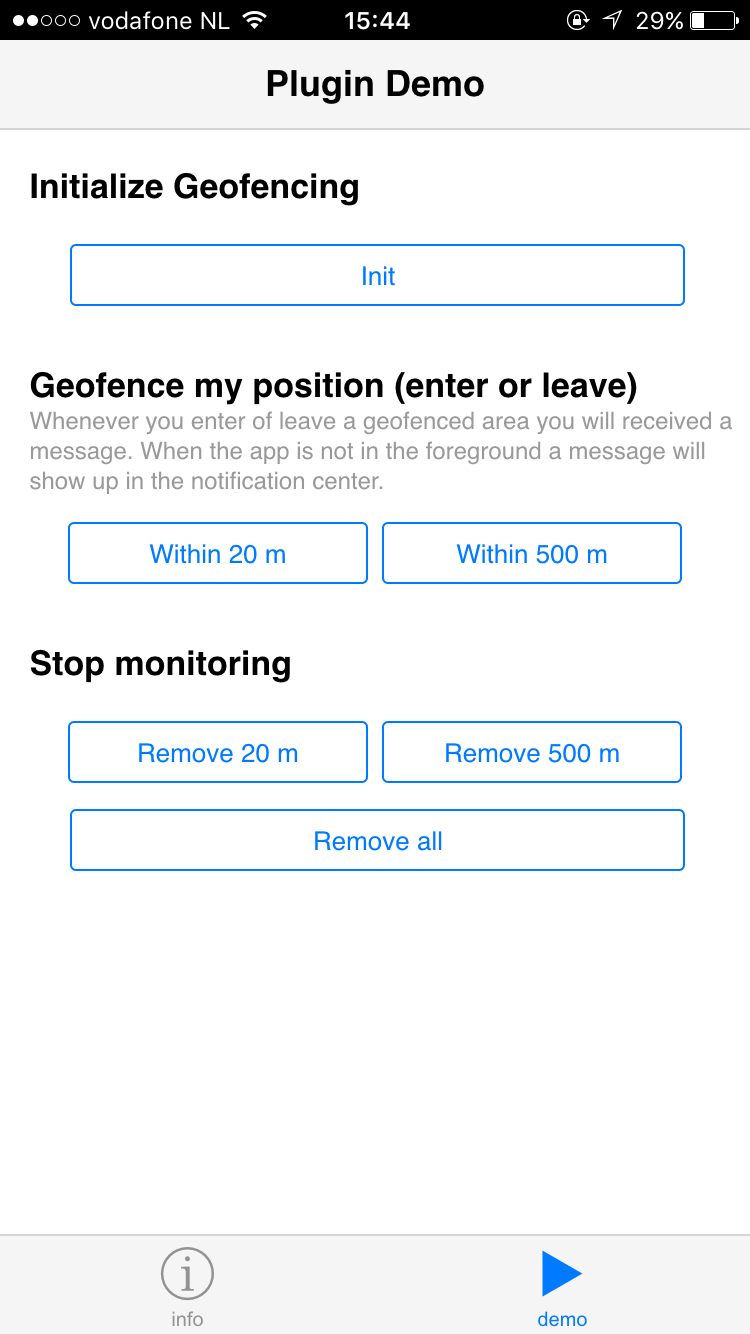 vodafone NL 15:44 29%
Plugin Demo
Initialize Geofencing
Init
Geofence my position (enter or leave)
Whenever you enter of leave a geofenced area you will received a
message. When the app is not in the foreground a message will
show up in the notification center.
Within 20 m Within 500 m
Stop monitoring
Remove 20 m Remove 500 m
Remove all
info demo